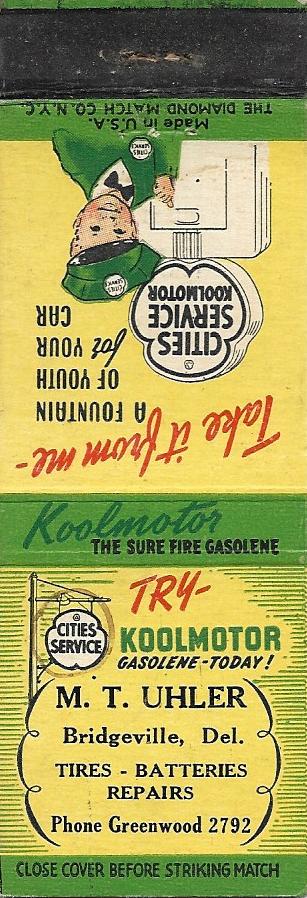 Made in U.S.A.
THE DIAMOND MATCH CO. N.Y.C.
CITIES
SERVICE
CITIES
SERVICE
CITIES
SERVICE
KOOLMOTOR
Take it from me-
A FOUNTAIN
OF YOUTH
for YOUR
CAR
Koolmotor
THE SURE FIRE GASOLENE
TRY-
KOOLMOTOR
GASOLENE-TODAY!
CITIES
SERVICE
M. T. UHLER
Bridgeville, Del.
TIRES - BATTERIES
REPAIRS
Phone Greenwood 2792
CLOSE COVER BEFORE STRIKING MATCH